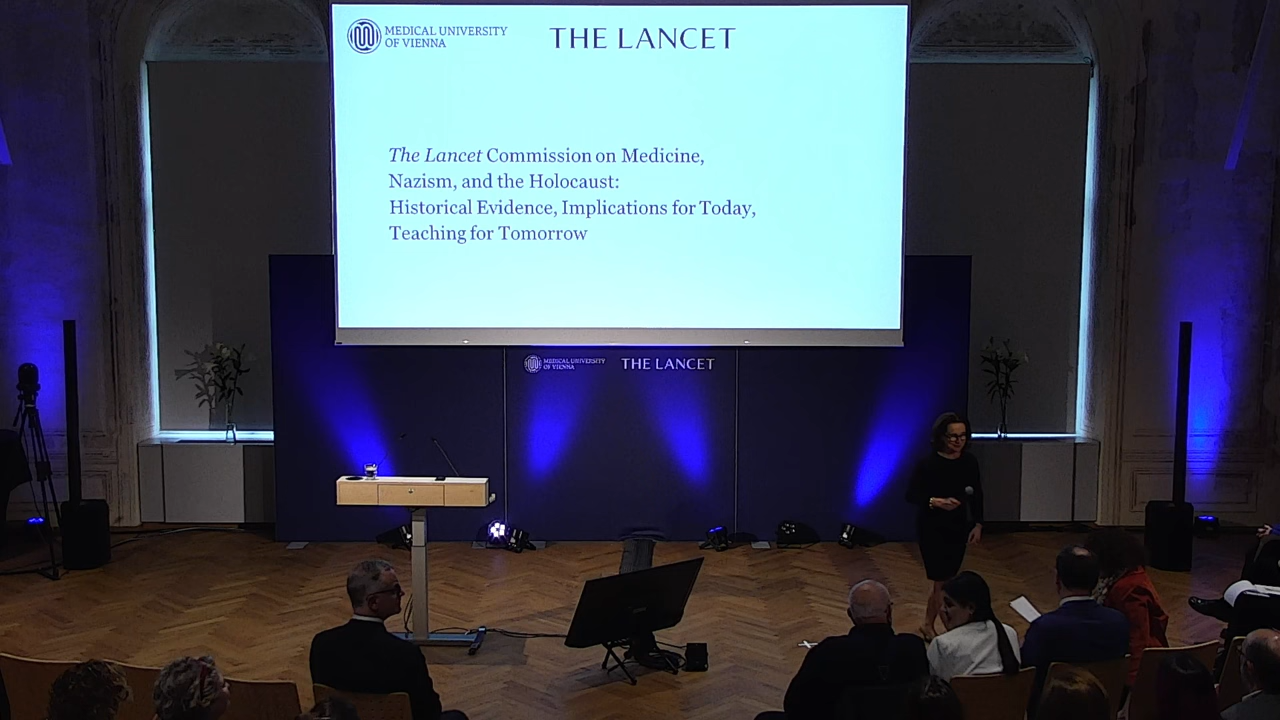 MEDICAL UNIVERSITY
OF VIENNA
THE LANCET
The Lancet Commission on Medicine,
Nazism, and the Holocaust:
Historical Evidence, Implications for Today,
Teaching for Tomorrow
MEDICAL UNIVERSITY
OF VIENNA
THE LANCET